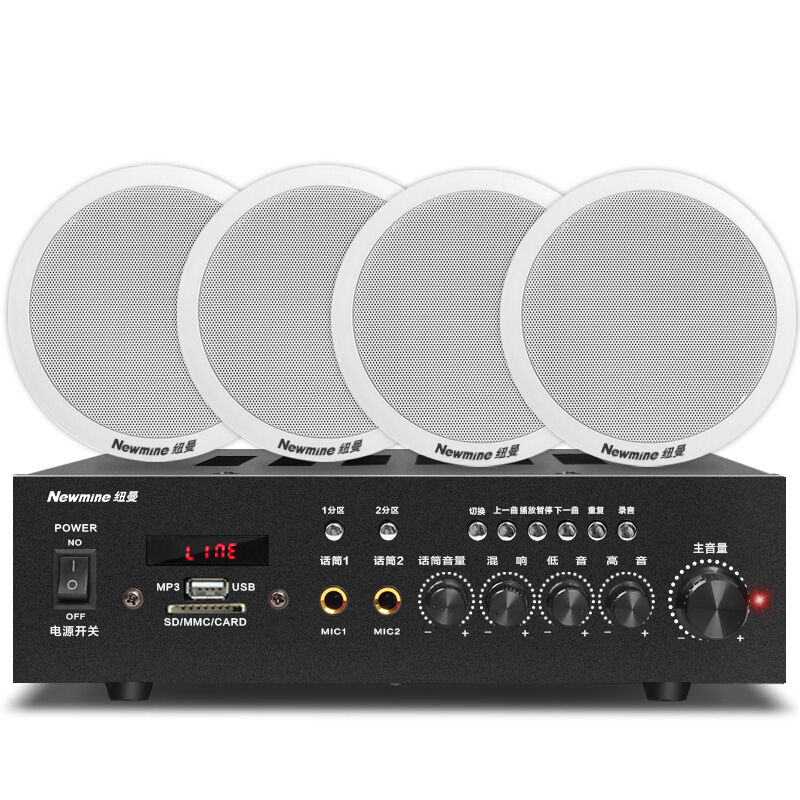 Newmine 纽曼
Newmine 纽曼
Newmine 纽曼
Newmine 纽曼
Newmine 纽曼
POWER
NO
OFF
电源开关
LINE
MP3 USB
SD/MMC/CARD
1分区 2分区
话筒1 话筒2
MIC1 MIC2
切换 上一曲 播放暂停 下一曲 重复 录音
话筒音量 混响 低音 高音
- + - + - + - +
主音量
- +